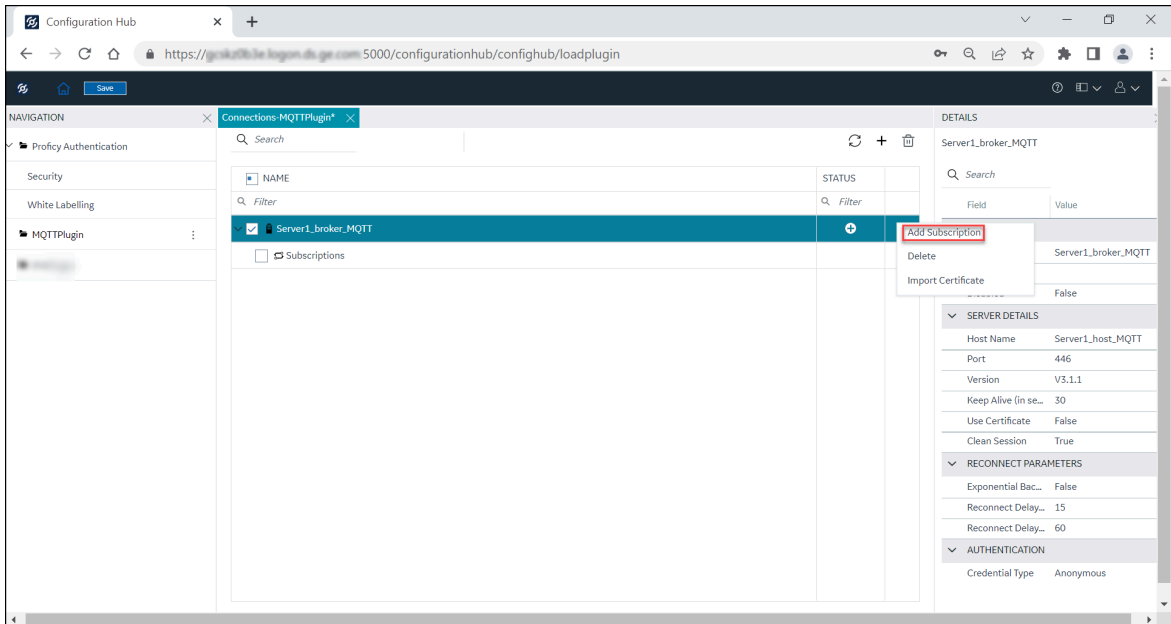 Configuration Hub
https:// :5000/configurationhub/confighub/loadplugin
Save
NAVIGATION
Connections-MQTTPlugin*
DETAILS
Proficy Authentication
Search
Server1_broker_MQTT
Security
NAME
STATUS
Search
White Labelling
Filter
Filter
Field
Value
MQTTPlugin
Server1_broker_MQTT
Add Subscription
Subscriptions
Delete
Server1_broker_MQTT
Import Certificate
False
SERVER DETAILS
Host Name
Server1_host_MQTT
Port
446
Version
V3.1.1
Keep Alive (in se...
30
Use Certificate
False
Clean Session
True
RECONNECT PARAMETERS
Exponential Bac...
False
Reconnect Delay...
15
Reconnect Delay...
60
AUTHENTICATION
Credential Type
Anonymous